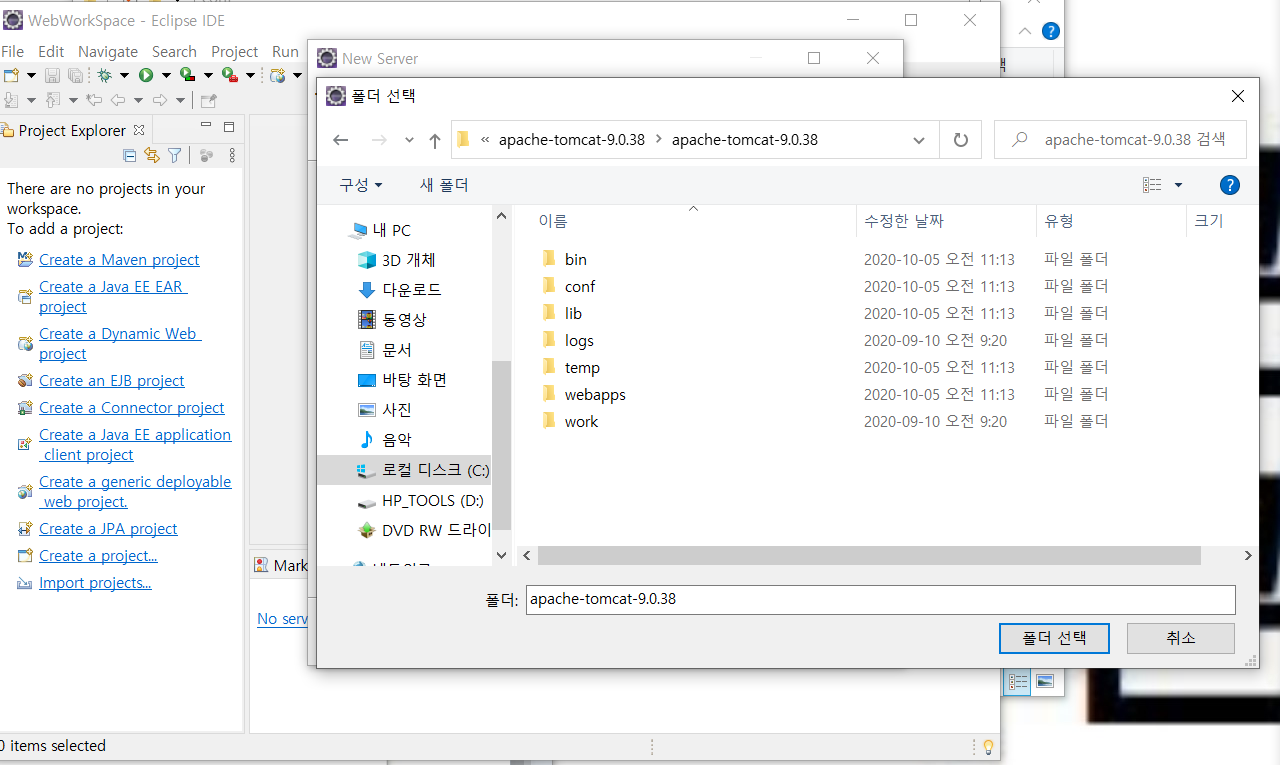 WebWorkSpace - Eclipse IDE
File Edit Navigate Search Project Run
New Server
폴더 선택
« apache-tomcat-9.0.38 > apache-tomcat-9.0.38
apache-tomcat-9.0.38 검색
구성
새 폴더
Project Explorer
There are no projects in your
workspace.
To add a project:
Create a Maven project
Create a Java EE EAR
project
Create a Dynamic Web
project
Create an EJB project
Create a Connector project
Create a Java EE application
client project
Create a generic deployable
web project.
Create a JPA project
Create a project...
Import projects...
내 PC
3D 개체
다운로드
동영상
문서
바탕 화면
사진
음악
로컬 디스크 (C:)
HP_TOOLS (D:)
DVD RW 드라이
이름 수정한 날짜 유형 크기
bin 2020-10-05 오전 11:13 파일 폴더
conf 2020-10-05 오전 11:13 파일 폴더
lib 2020-10-05 오전 11:13 파일 폴더
logs 2020-09-10 오전 9:20 파일 폴더
temp 2020-10-05 오전 11:13 파일 폴더
webapps 2020-10-05 오전 11:13 파일 폴더
work 2020-09-10 오전 9:20 파일 폴더
폴더: apache-tomcat-9.0.38
폴더 선택 취소
Mark
No serv
0 items selected